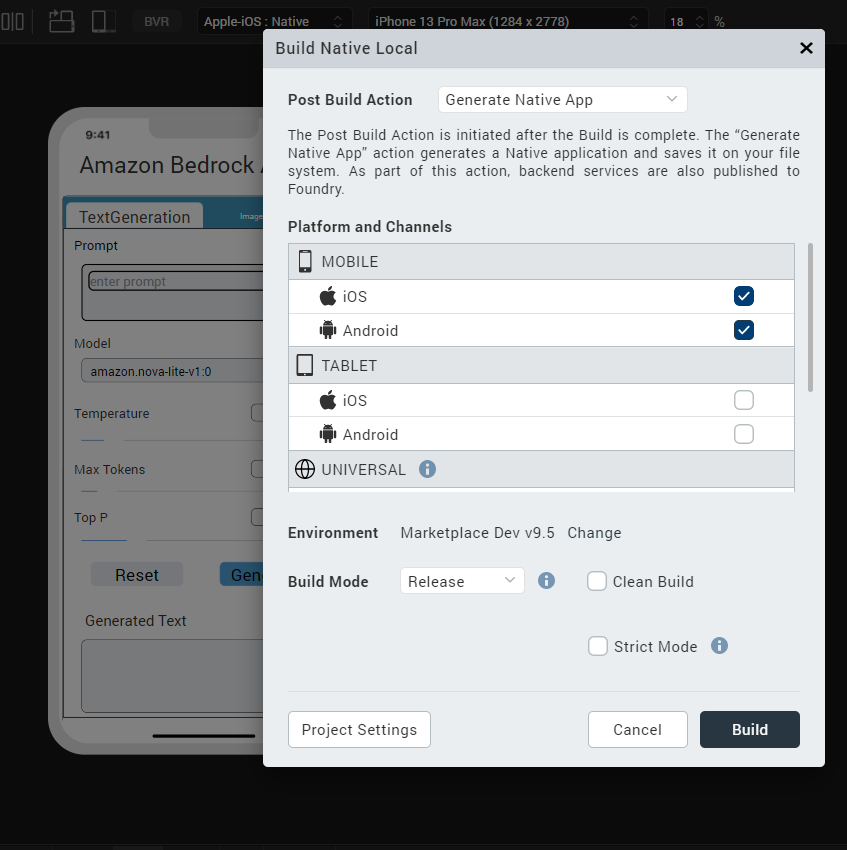 BVR
Apple-iOS : Native
iPhone 13 Pro Max (1284 x 2778)
18 %
9:41
Amazon Bedrock
TextGeneration
Image
Prompt
enter prompt
Model
amazon.nova-lite-v1:0
Temperature
Max Tokens
Top P
Reset
Gen
Generated Text
Build Native Local
Post Build Action
Generate Native App
The Post Build Action is initiated after the Build is complete. The “Generate
Native App” action generates a Native application and saves it on your file
system. As part of this action, backend services are also published to
Foundry.
Platform and Channels
MOBILE
iOS
Android
TABLET
iOS
Android
UNIVERSAL
Environment Marketplace Dev v9.5 Change
Build Mode Release Clean Build
Strict Mode
Project Settings Cancel Build